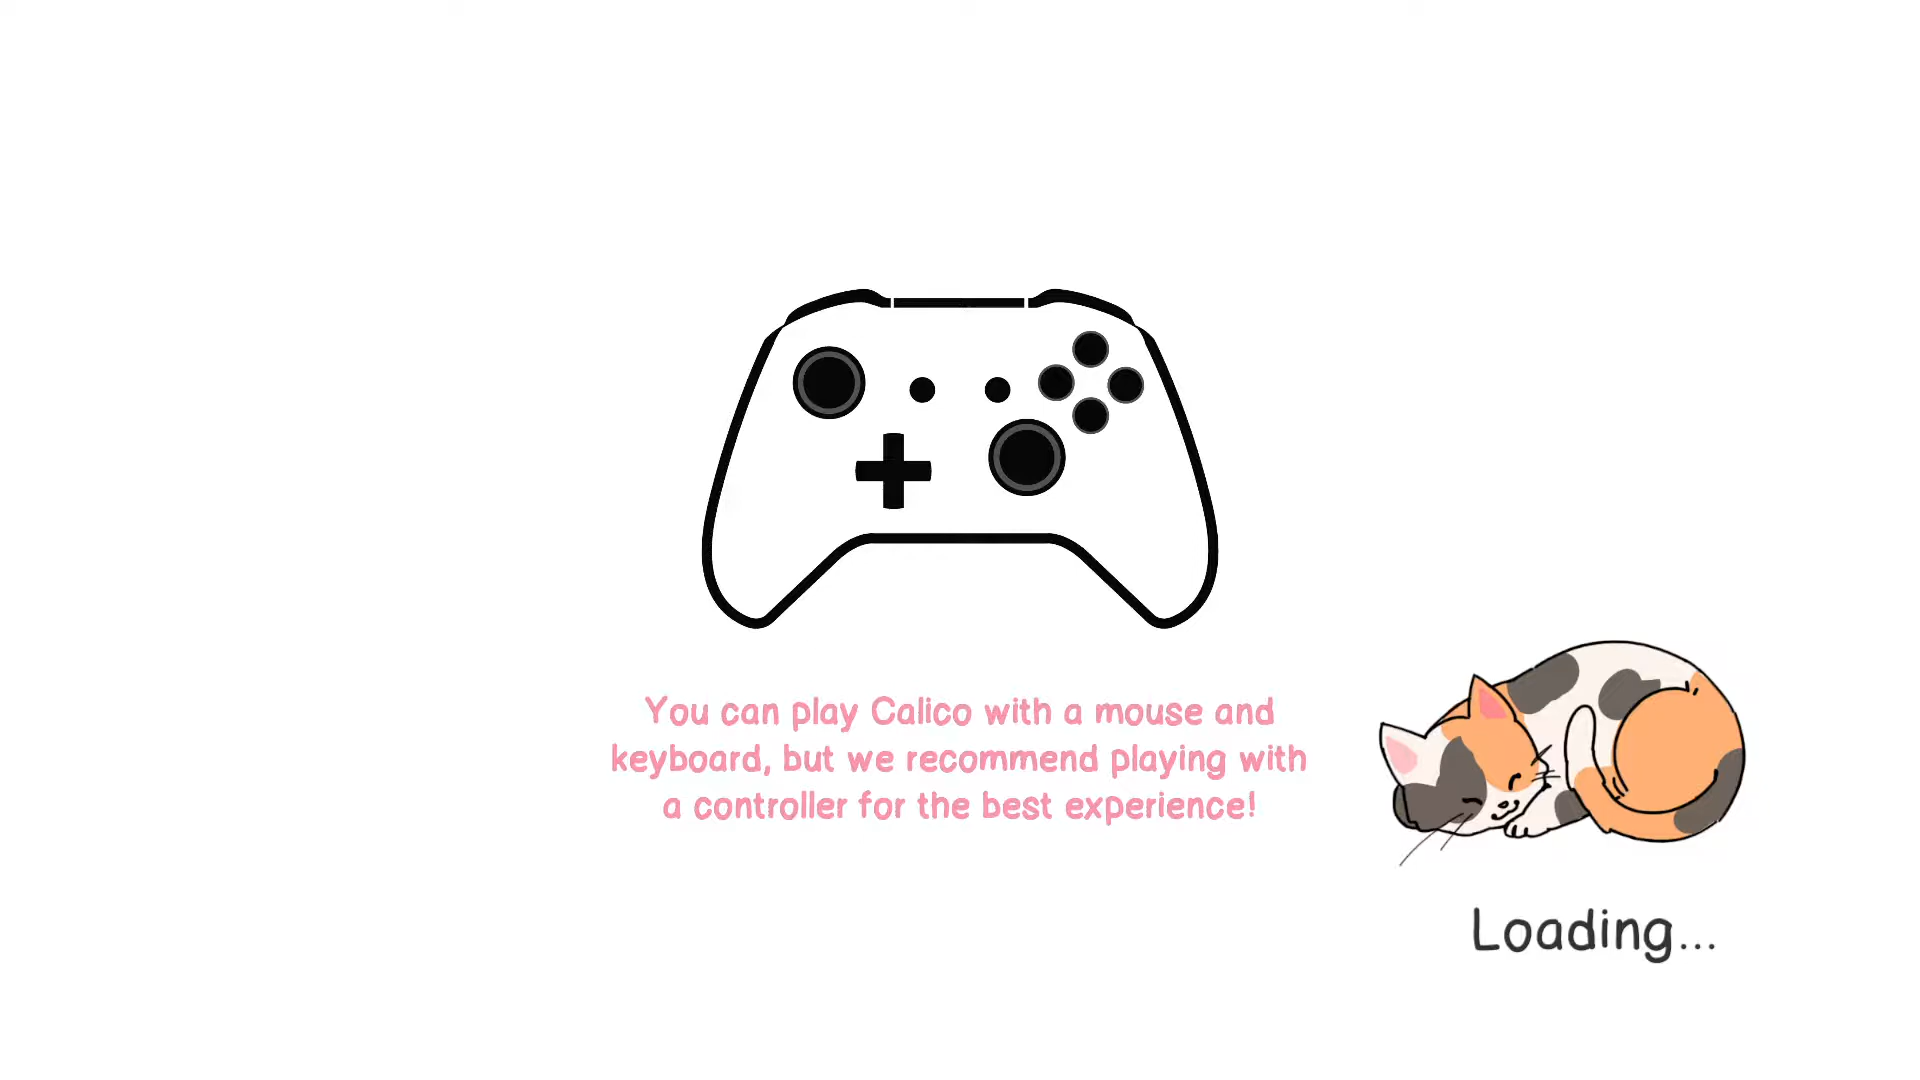 You can play Calico with a mouse and
keyboard, but we recommend playing with
a controller for the best experience!
Loading...